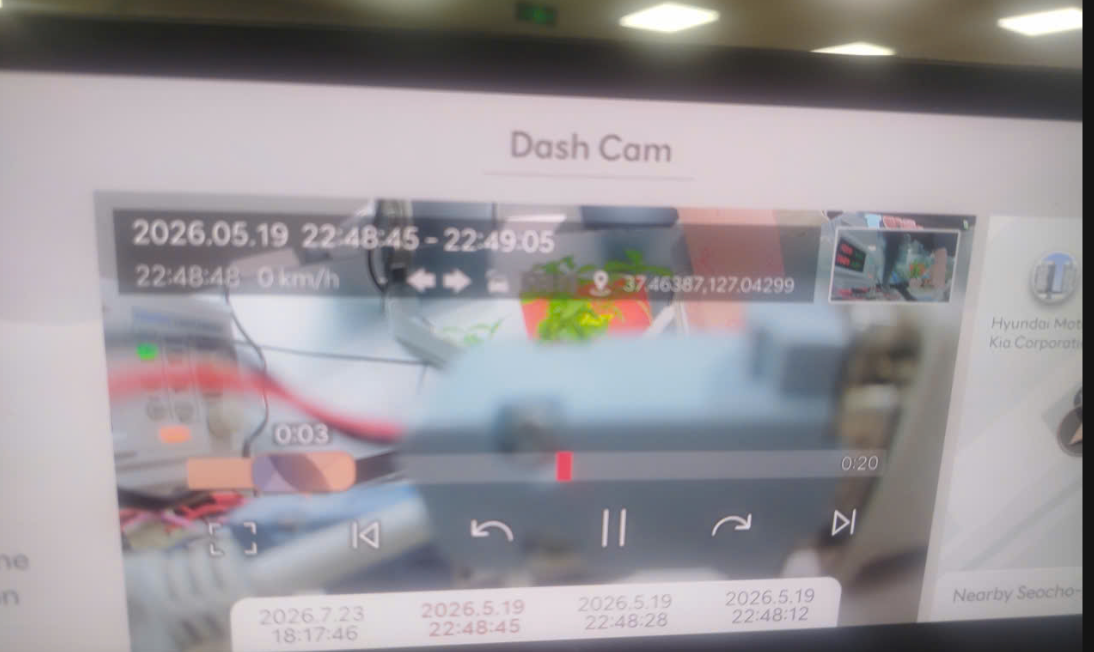 Dash Cam
2026.05.19 22:48:45 - 22:49:05
22:48:48 0 km/h 37.46387,127.04299
Hyundai Mot
Kia Corporati
0:03
0:20
ne
n
2026.7.23 2026.5.19 2026.5.19 2026.5.19
18:17:46 22:48:45 22:48:28 22:48:12
Nearby Seocho-